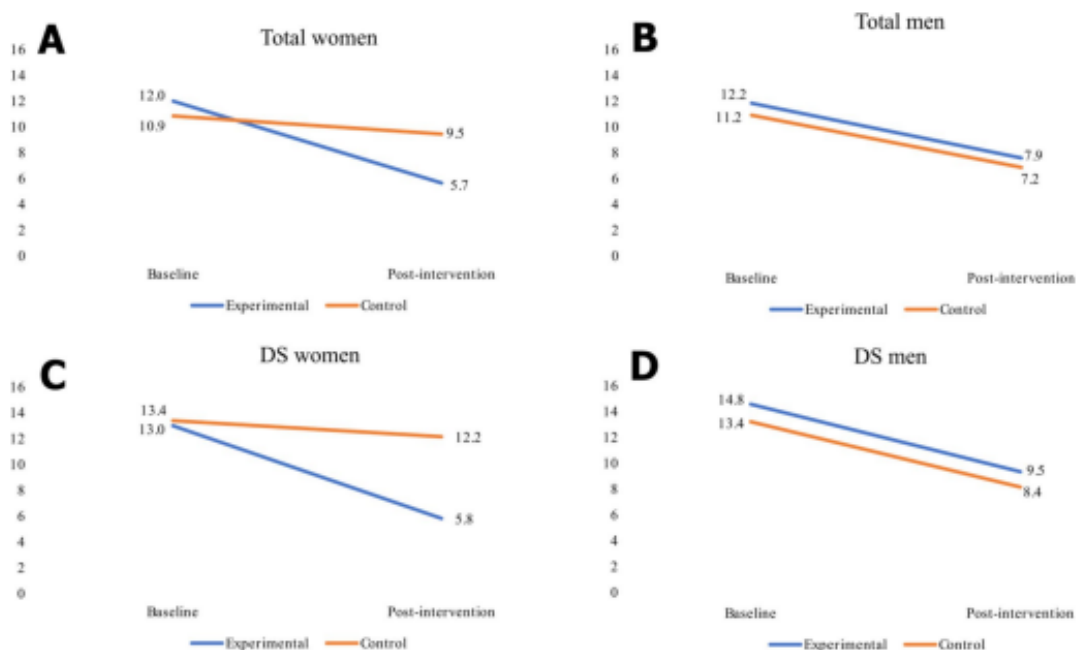 A
Total women
16
14
12
10
8
6
4
2
0
12.0
10.9
9.5
5.7
Baseline
Post-intervention
Experimental
Control
B
Total men
16
14
12
10
8
6
4
2
0
12.2
11.2
7.9
7.2
Baseline
Post-intervention
Experimental
Control
C
DS women
16
14
12
10
8
6
4
2
0
13.4
13.0
12.2
5.8
Baseline
Post-intervention
Experimental
Control
D
DS men
16
14
12
10
8
6
4
2
0
14.8
13.4
9.5
8.4
Baseline
Post-intervention
Experimental
Control